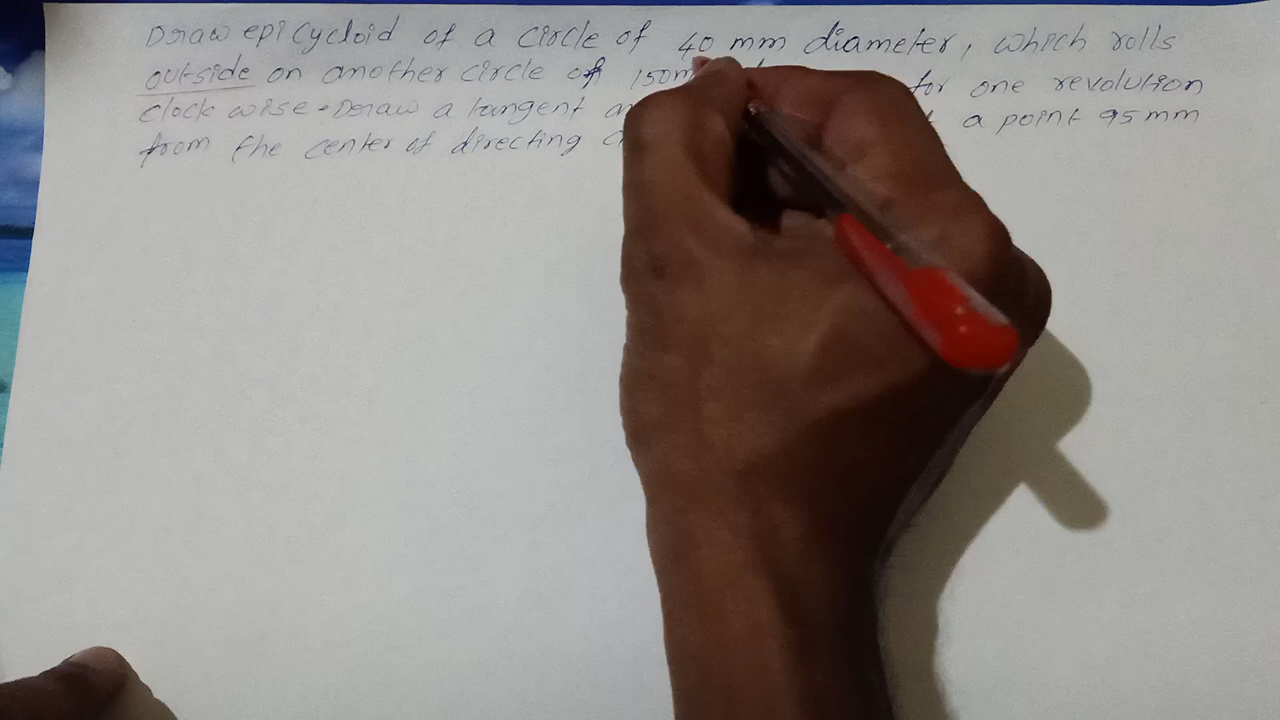 Draw epicycloid of a circle of 40 mm diameter, which rolls
outside on another circle of 150m for one revolution
clock wise. Draw a tangent a point 95 mm
from the center of directing